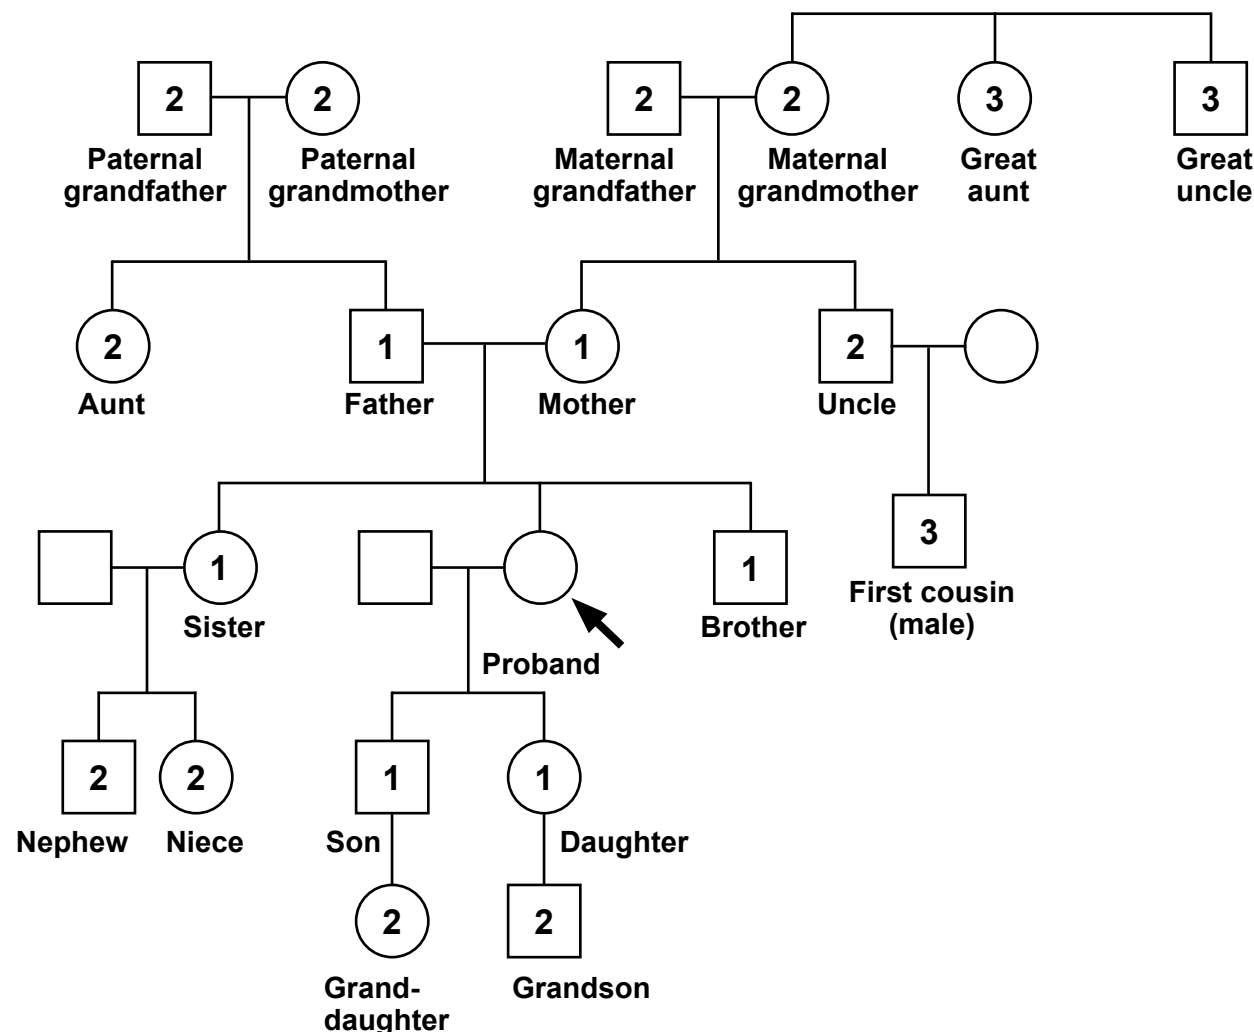 2
2
2
2
3
3
Paternal
grandfather
Paternal
grandmother
Maternal
grandfather
Maternal
grandmother
Great
aunt
Great
uncle
2
1
1
2
Aunt
Father
Mother
Uncle
3
First cousin
(male)
1
1
Sister
Brother
Proband
2
2
1
1
Nephew
Niece
Son
Daughter
2
2
Grand-
daughter
Grandson